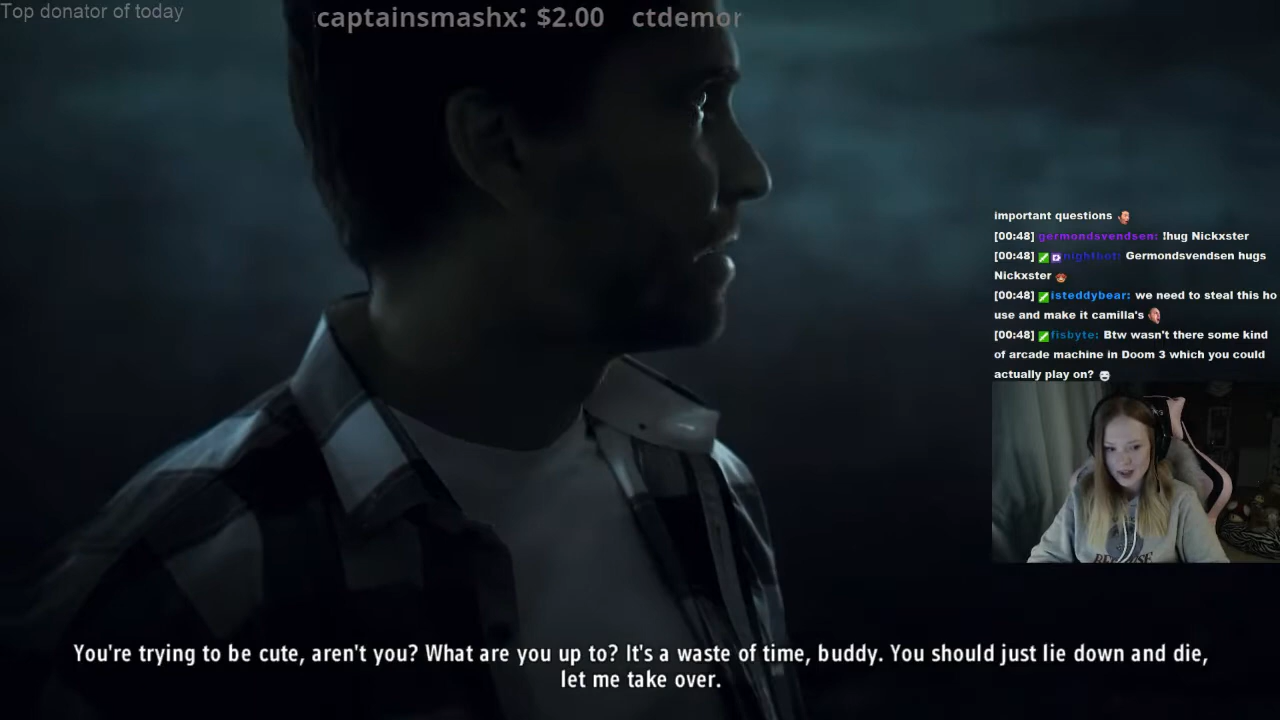 Top donator of today
captainsmashx: $2.00 ctdemor
important questions
[00:48] germondsvendsen: !hug Nickxster
[00:48] nightbot: Germondsvendsen hugs
Nickxster
[00:48] isteddybear: we need to steal this ho
use and make it camilla's
[00:48] fisbyte: Btw wasn't there some kind
of arcade machine in Doom 3 which you could
actually play on?
You're trying to be cute, aren't you? What are you up to? It's a waste of time, buddy. You should just lie down and die,
let me take over.